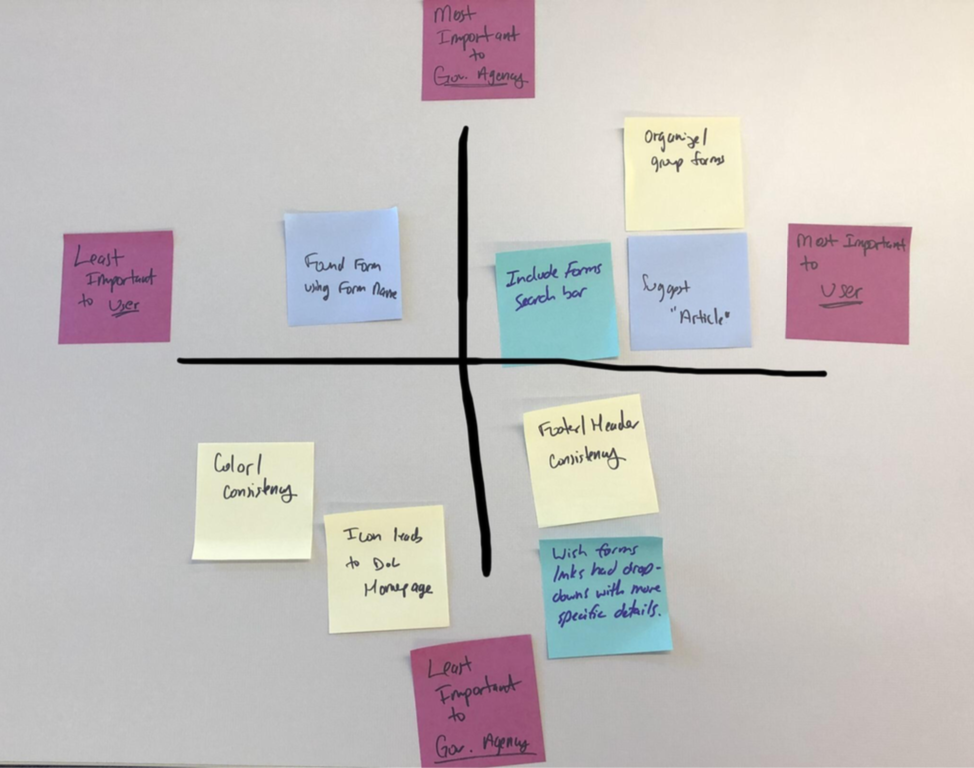 Most
Important
to
Gov. Agency
Organize/
group forms
Least
Important
to User
Found Form
using Form Name
Include Forms
Search bar
Suggest
"Article"
Most Important
to
User
Footer/Header
Consistency
Color/
Consistency
Icon leads
to DoL
Homepage
Wish forms
links had drop-
downs with more
specific details.
Least
Important
to
Gov. Agency